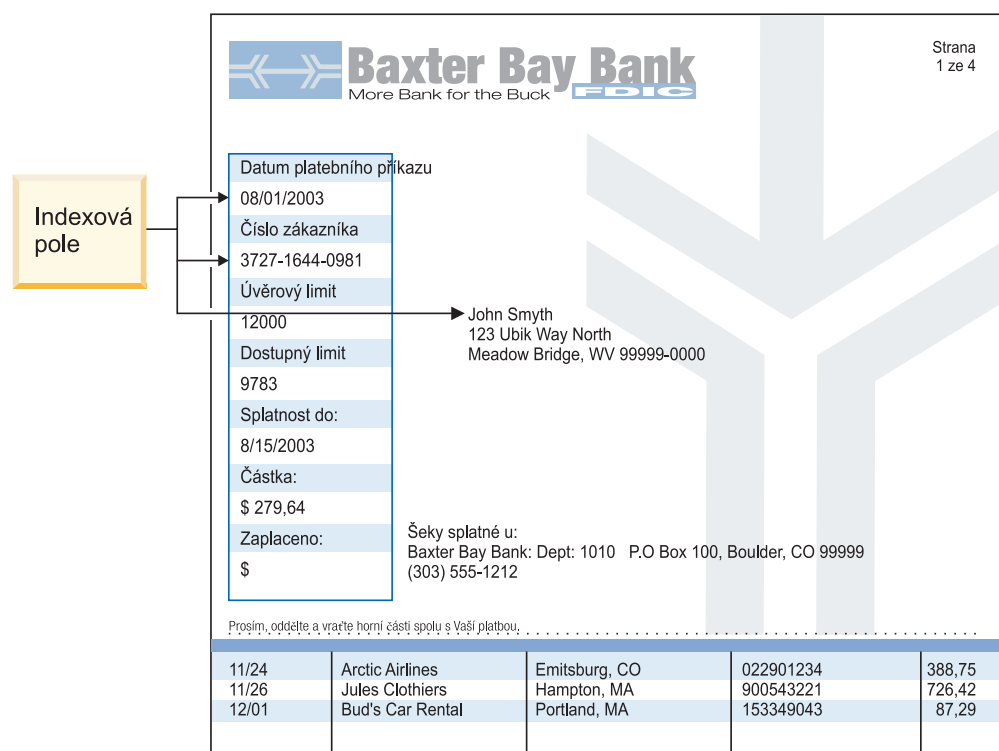 Baxter Bay Bank
More Bank for the Buck FDIC
Strana
1 ze 4
Indexová
pole
Datum platebního příkazu
08/01/2003
Číslo zákazníka
3727-1644-0981
Úvěrový limit
12000
Dostupný limit
9783
Splatnost do:
8/15/2003
Částka:
$ 279,64
Zaplaceno:
$
John Smyth
123 Ubik Way North
Meadow Bridge, WV 99999-0000
Šeky splatné u:
Baxter Bay Bank: Dept: 1010 P.O Box 100, Boulder, CO 99999
(303) 555-1212
Prosím, oddělte a vraťte horní části spolu s Vaší platbou.
11/24 Arctic Airlines Emitsburg, CO 022901234 388,75
11/26 Jules Clothiers Hampton, MA 900543221 726,42
12/01 Bud's Car Rental Portland, MA 153349043 87,29